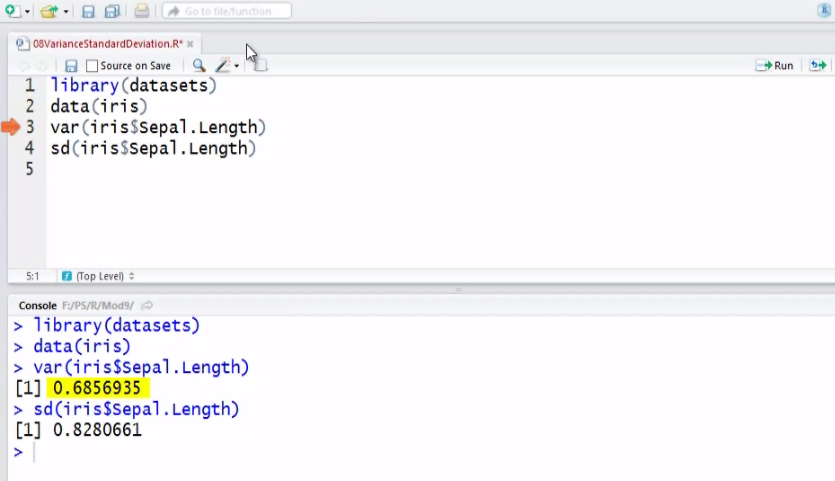 Go to file/function
08VarianceStandardDeviation.R*
Source on Save
Run
1 library(datasets)
2 data(iris)
3 var(iris$Sepal.Length)
4 sd(iris$Sepal.Length)
5
5:1 (Top Level)
Console F:/PS/R/Mod9/
> library(datasets)
> data(iris)
> var(iris$Sepal.Length)
[1] 0.6856935
> sd(iris$Sepal.Length)
[1] 0.8280661
>